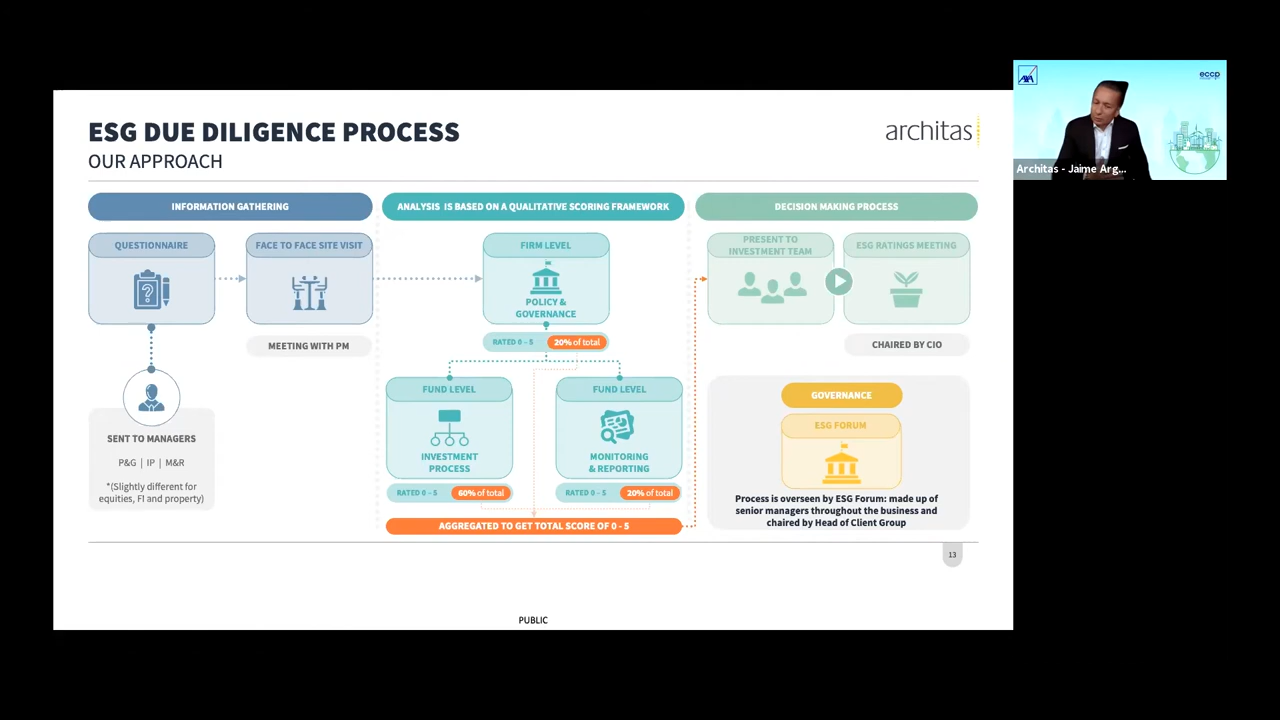 ESG DUE DILIGENCE PROCESS
OUR APPROACH
architas
INFORMATION GATHERING
QUESTIONNAIRE
FACE TO FACE SITE VISIT
MEETING WITH PM
SENT TO MANAGERS
P&G | IP | M&R
*(Slightly different for
equities, FI and property)
ANALYSIS IS BASED ON A QUALITATIVE SCORING FRAMEWORK
FIRM LEVEL
POLICY &
GOVERNANCE
RATED 0 - 5 20% of total
FUND LEVEL
INVESTMENT
PROCESS
RATED 0 - 5 60% of total
FUND LEVEL
MONITORING
& REPORTING
RATED 0 - 5 20% of total
AGGREGATED TO GET TOTAL SCORE OF 0 - 5
DECISION MAKING PROCESS
PRESENT TO
INVESTMENT TEAM
ESG RATINGS MEETING
CHAIRED BY CIO
GOVERNANCE
ESG FORUM
Process is overseen by ESG Forum: made up of
senior managers throughout the business and
chaired by Head of Client Group
13
PUBLIC
AXA
eccp
Architas - Jaime Arg...